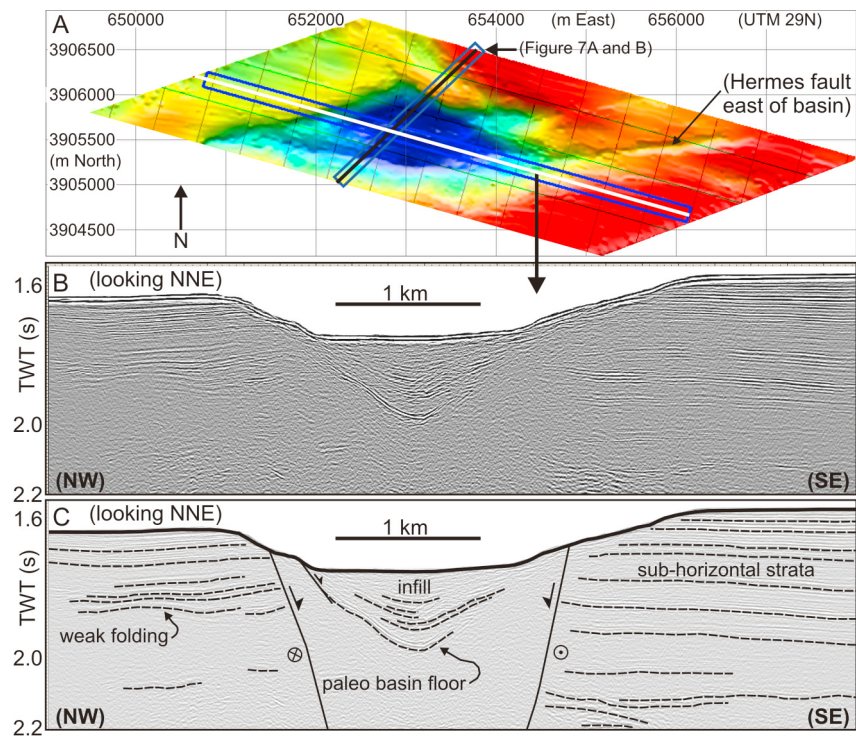 650000 652000 654000 (m East) 656000 (UTM 29N)
A
3906500
(Figure 7A and B)
3906000
(Hermes fault
east of basin)
3905500
(m North)
3905000
3904500
N
B (looking NNE)
1.6
1 km
TWT (s)
2.0
(NW) (SE)
2.2
C (looking NNE)
1.6
1 km
TWT (s)
infill
sub-horizontal strata
weak folding
2.0
paleo basin floor
(NW) (SE)
2.2